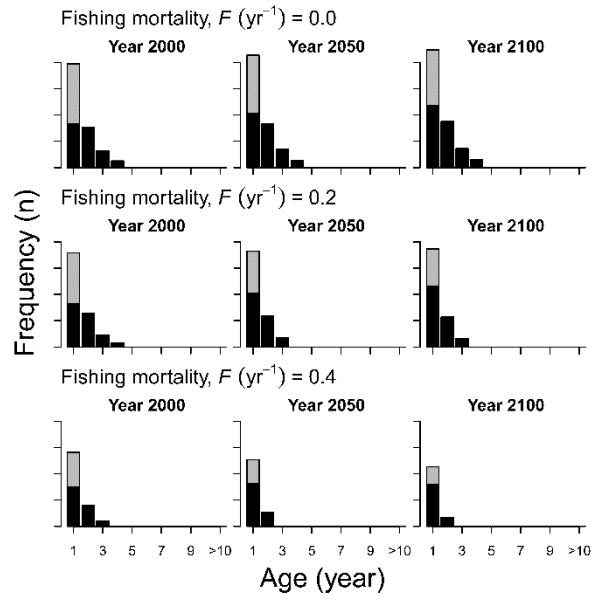 Fishing mortality, F (yr⁻¹) = 0.0
Year 2000 Year 2050 Year 2100
Fishing mortality, F (yr⁻¹) = 0.2
Year 2000 Year 2050 Year 2100
Fishing mortality, F (yr⁻¹) = 0.4
Year 2000 Year 2050 Year 2100
Frequency (n)
1 3 5 7 9 >10 1 3 5 7 9 >10 1 3 5 7 9 >10
Age (year)